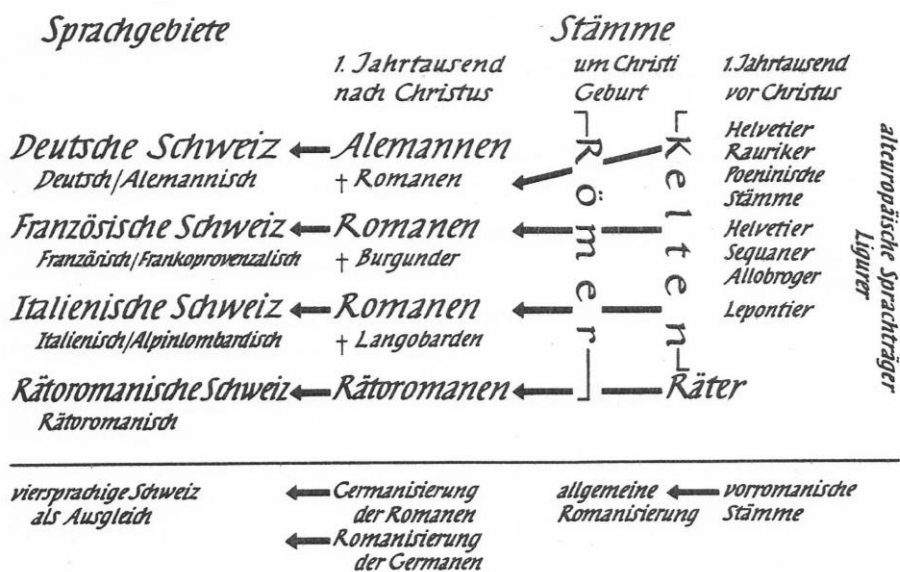 Sprachgebiete Stämme
1. Jahrtausend um Christi 1. Jahrtausend
nach Christus Geburt vor Christus
Deutsche Schweiz Alemannen
Deutsch/Alemannisch † Romanen
Helvetier
Rauriker
Poeninische
Stämme
Französische Schweiz Romanen
Französisch/Frankoprovenzalisch † Burgunder
Helvetier
Sequaner
Allobroger
Italienische Schweiz Romanen Lepontier
Italienisch/Alpinlombardisch † Langobarden
Rätoromanische Schweiz Rätoromanen Räter
Rätoromanisch
Römer
Kelten
alteuropäische Sprachträger
Ligurer
viersprachige Schweiz Germanisierung allgemeine vorromanische
als Ausgleich der Romanen Romanisierung Stämme
Romanisierung
der Germanen